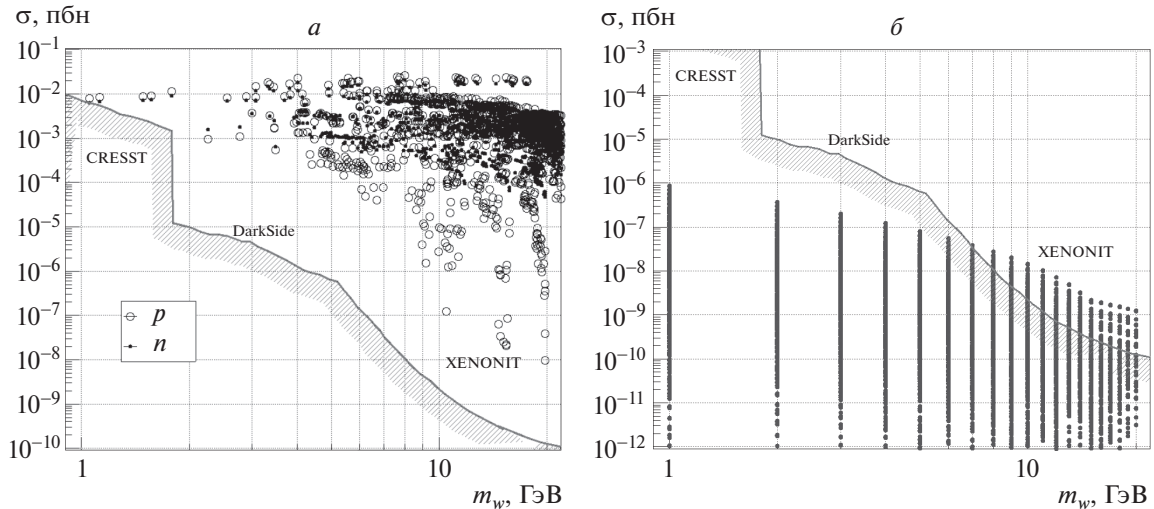 σ, пбн
а
10⁻¹
10⁻²
10⁻³
10⁻⁴
10⁻⁵
10⁻⁶
10⁻⁷
10⁻⁸
10⁻⁹
10⁻¹⁰
CRESST
DarkSide
XENONIT
p
n
1
10
m_w, ГэВ
σ, пбн
б
10⁻³
10⁻⁴
10⁻⁵
10⁻⁶
10⁻⁷
10⁻⁸
10⁻⁹
10⁻¹⁰
10⁻¹¹
10⁻¹²
CRESST
DarkSide
XENONIT
1
10
m_w, ГэВ